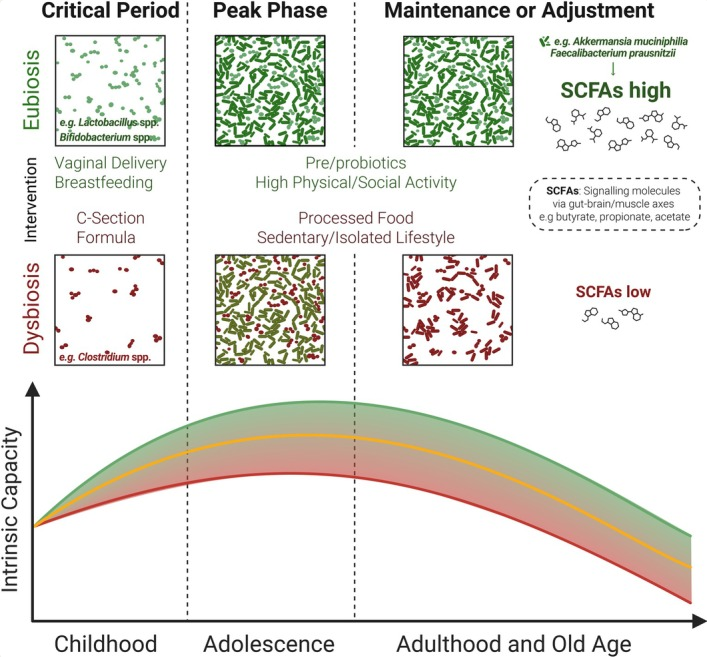 Critical Period
Peak Phase
Maintenance or Adjustment
Eubiosis
e.g. Lactobacillus spp.
Bifidobacterium spp.
e.g. Akkermansia muciniphilia
Faecalibacterium prausnitzii
SCFAs high
Intervention
Vaginal Delivery
Breastfeeding
Pre/probiotics
High Physical/Social Activity
C-Section
Formula
Processed Food
Sedentary/Isolated Lifestyle
SCFAs: Signalling molecules
via gut-brain/muscle axes
e.g butyrate, propionate, acetate
Dysbiosis
e.g. Clostridium spp.
SCFAs low
Intrinsic Capacity
Childhood
Adolescence
Adulthood and Old Age